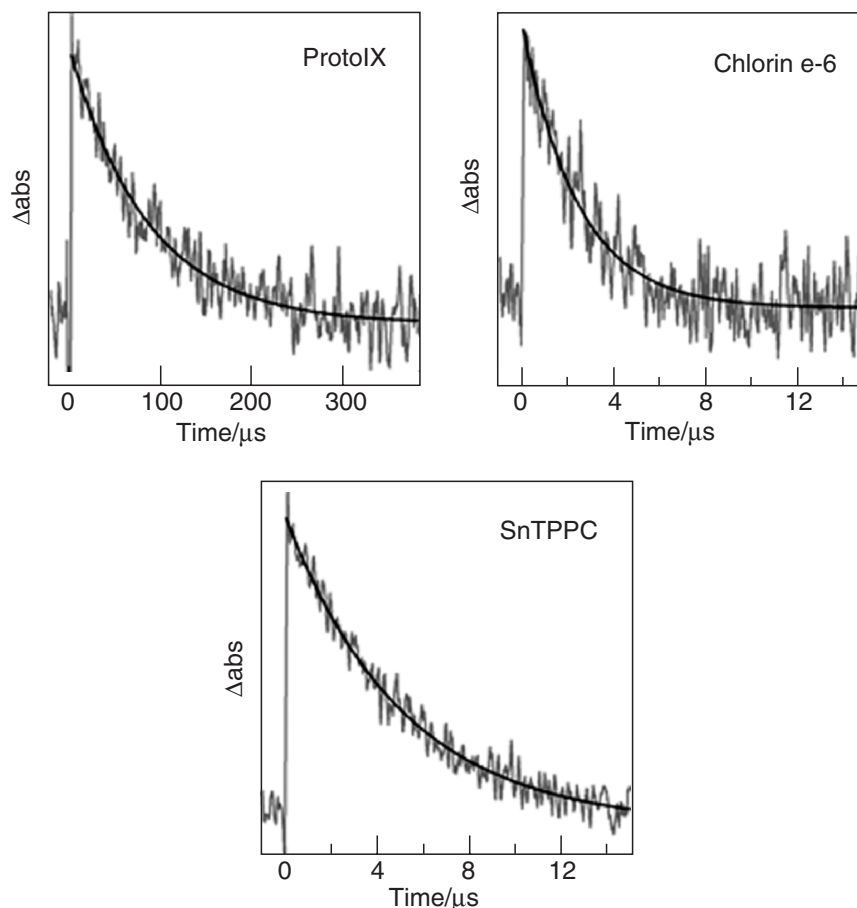 ProtoIX
Δabs
0 100 200 300
Time/μs
Chlorin e-6
Δabs
0 4 8 12
Time/μs
SnTPPC
Δabs
0 4 8 12
Time/μs